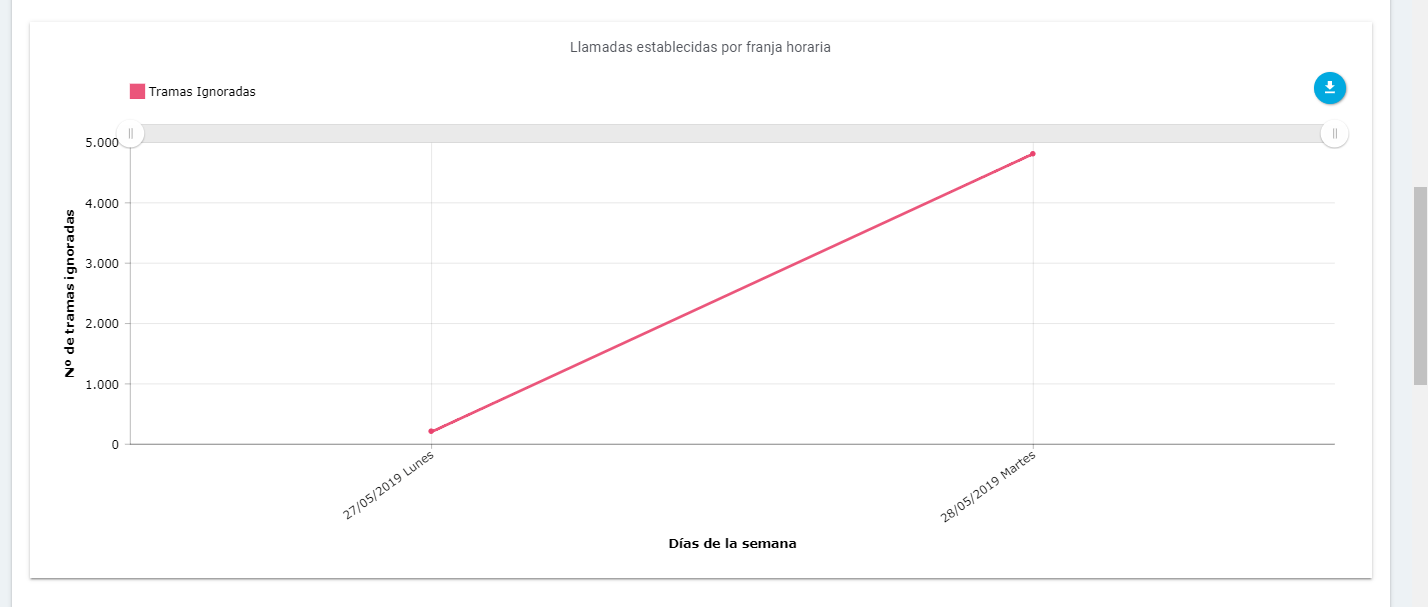 Llamadas establecidas por franja horaria
Tramas Ignoradas
5.000
4.000
3.000
2.000
1.000
0
Nº de tramas ignoradas
27/05/2019 Lunes
28/05/2019 Martes
Días de la semana